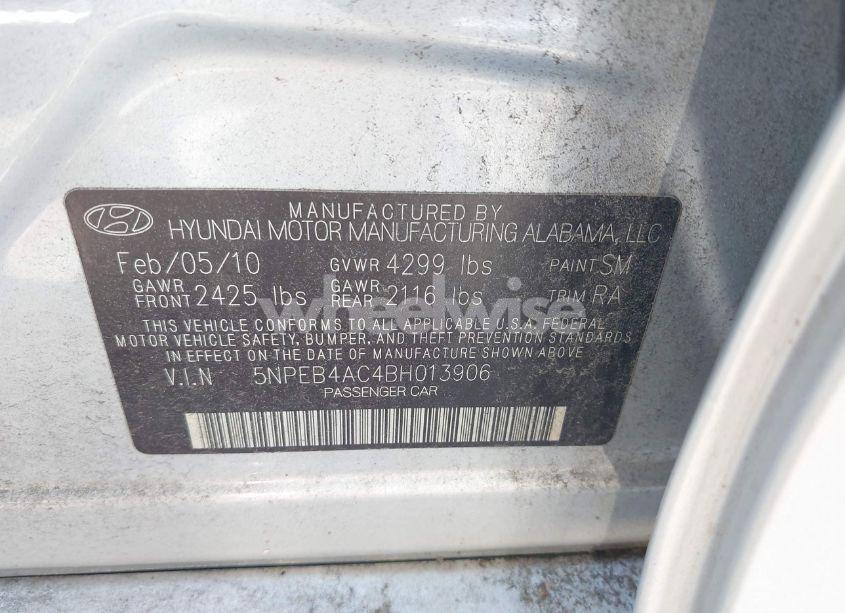 MANUFACTURED BY
HYUNDAI MOTOR MANUFACTURING ALABAMA, LLC
Feb/05/10 GVWR 4299 lbs PAINT SM
GAWR FRONT 2425 lbs GAWR REAR 2116 lbs TRIM RA
THIS VEHICLE CONFORMS TO ALL APPLICABLE U.S.A. FEDERAL
MOTOR VEHICLE SAFETY, BUMPER, AND THEFT PREVENTION STANDARDS
IN EFFECT ON THE DATE OF MANUFACTURE SHOWN ABOVE.
V.I.N 5NPEB4AC4BH013906
PASSENGER CAR
wheelwise